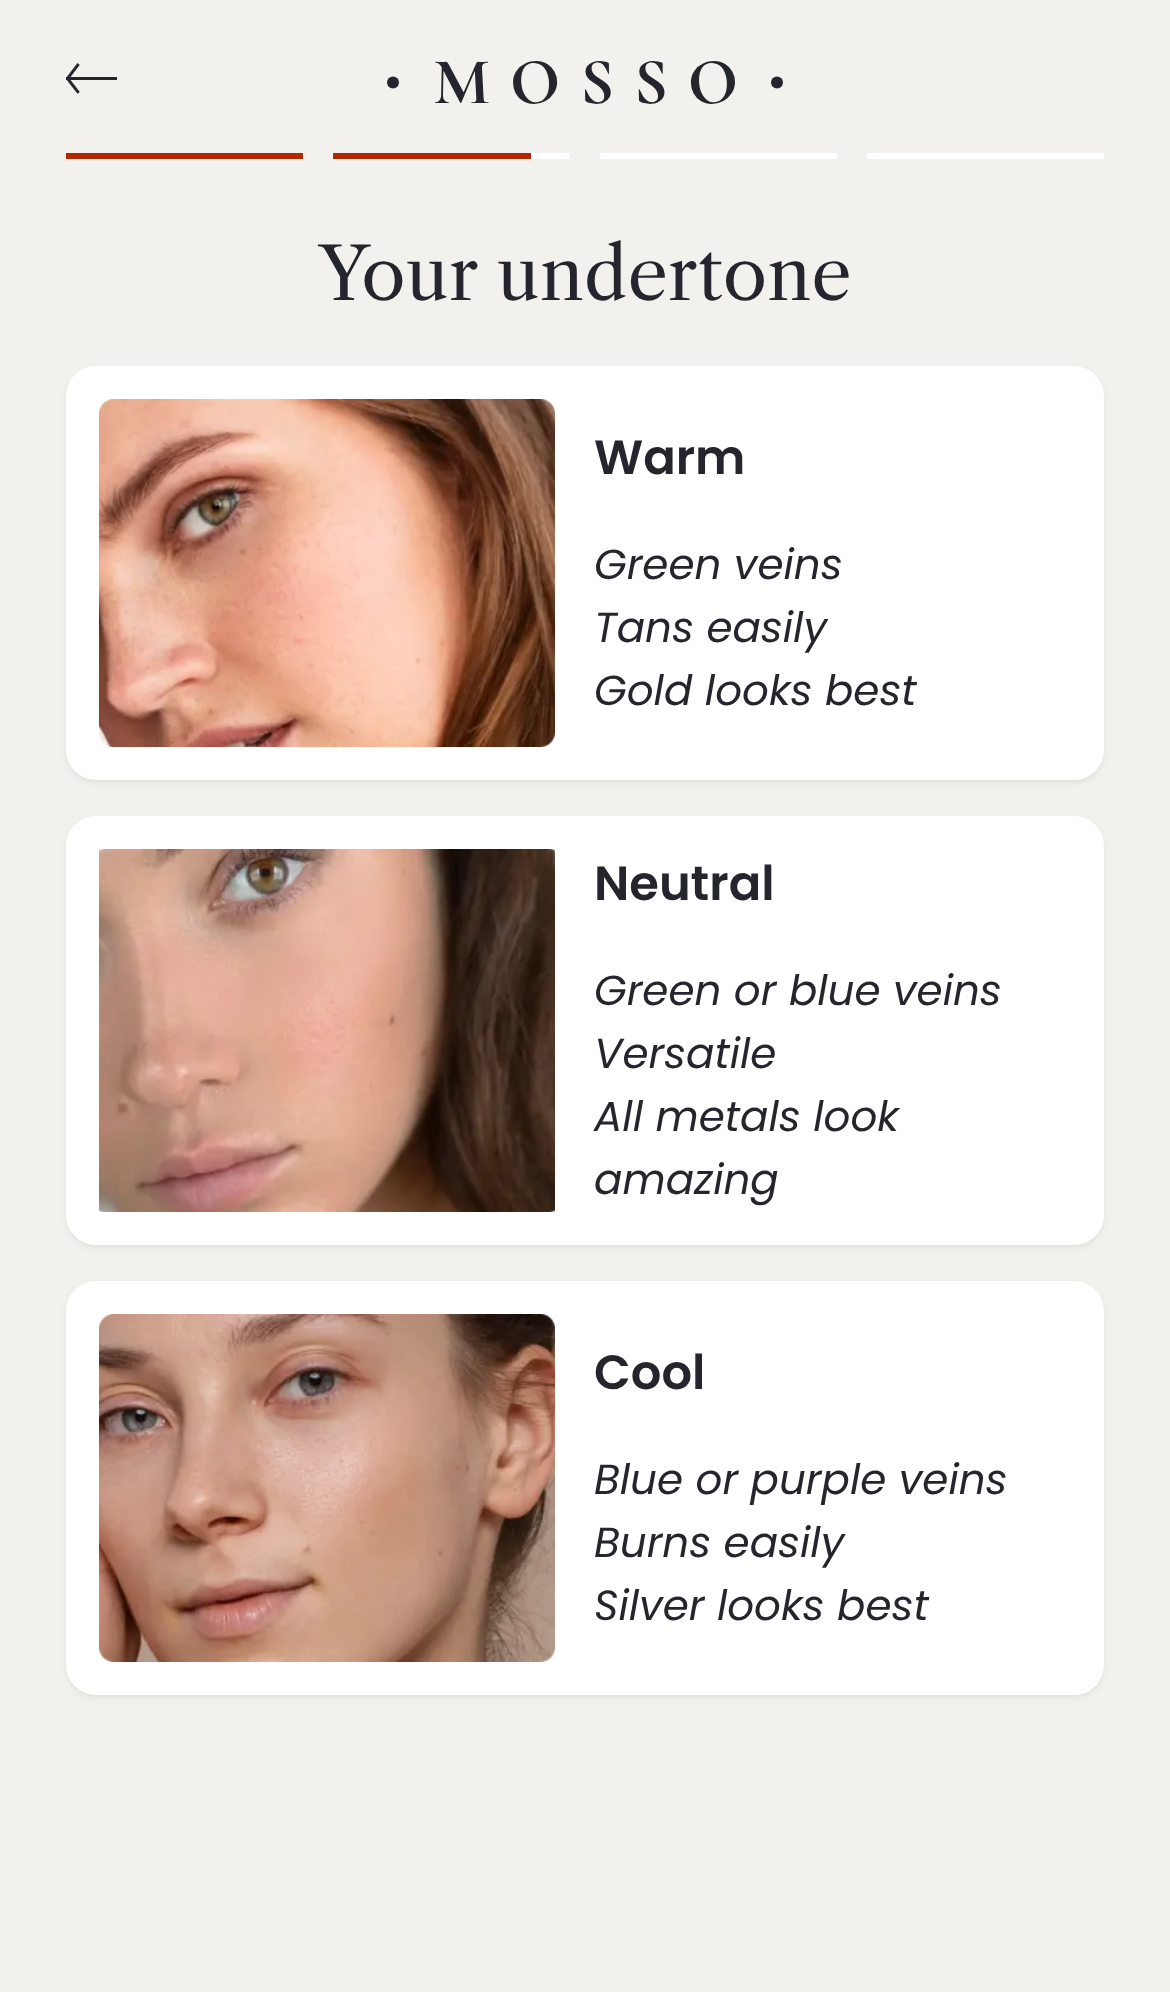 • MOSSO •
Your undertone
Warm
Green veins
Tans easily
Gold looks best
Neutral
Green or blue veins
Versatile
All metals look
amazing
Cool
Blue or purple veins
Burns easily
Silver looks best